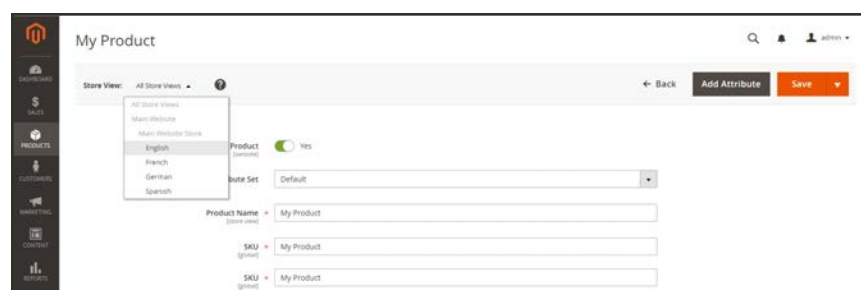 My Product
admin
DASHBOARD
Store View: All Store Views
← Back
Add Attribute
Save
SALES
All Store Views
Main Website
Main Website Store
PRODUCTS
English
Product
[website]
Yes
French
CUSTOMERS
German
bute Set
Default
Spanish
MARKETING
Product Name *
[store view]
My Product
CONTENT
SKU *
[global]
My Product
REPORTS
SKU *
[global]
My Product